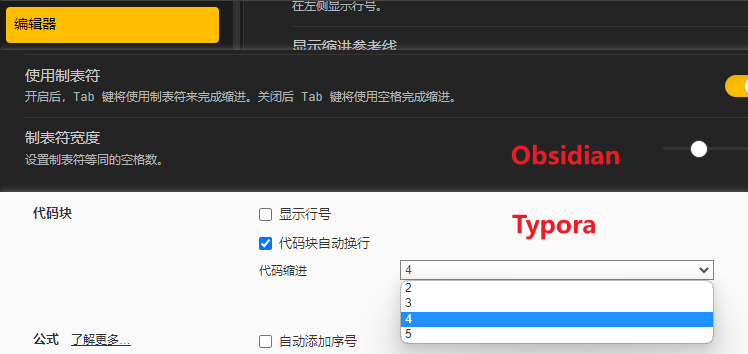 在左侧显示行号。
编辑器
显示缩进参考线
使用制表符
开启后，Tab 键将使用制表符来完成缩进。关闭后 Tab 键将使用空格完成缩进。
制表符宽度
设置制表符等同的空格数。
Obsidian
Typora
代码块
显示行号
代码块自动换行
代码缩进
4
2
3
4
5
公式 了解更多...
自动添加序号